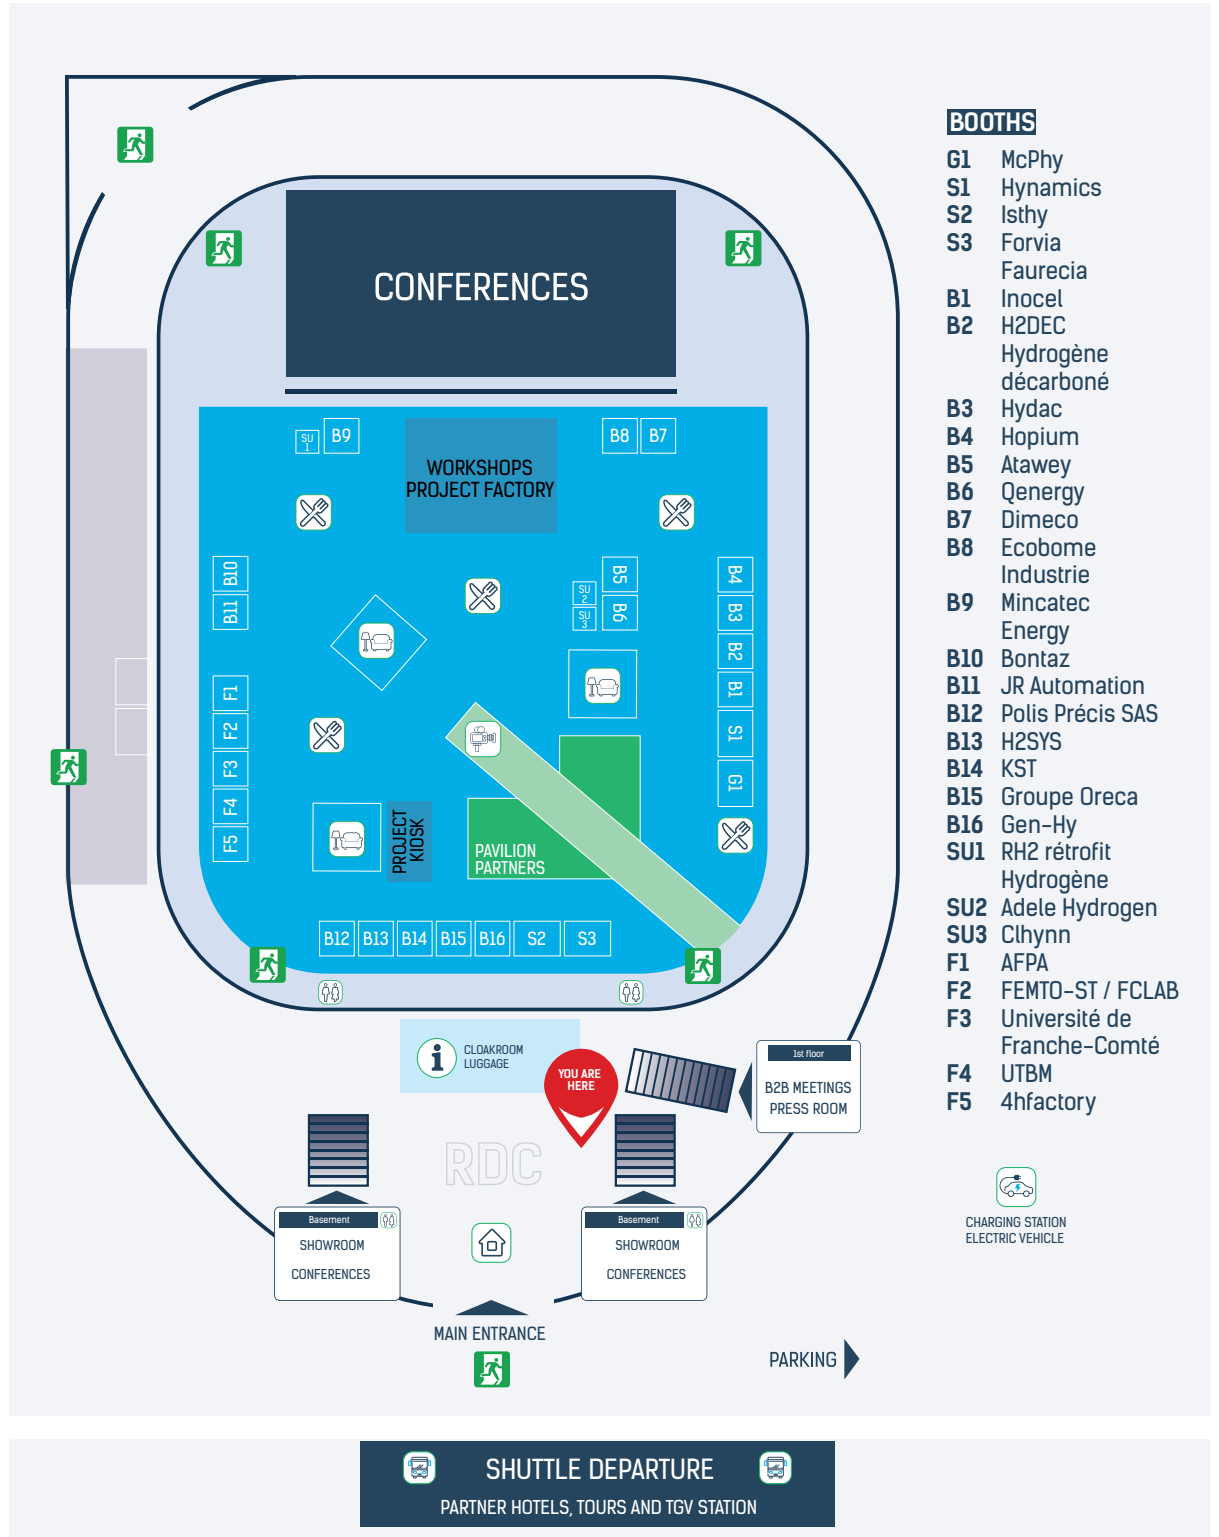 CONFERENCES
SU
1
B9
WORKSHOPS
PROJECT FACTORY
B8
B7
B10
B11
B5
B6
SU
2
SU
3
B4
B3
B2
B1
S1
G1
F1
F2
F3
F4
F5
PROJECT
KIOSK
PAVILION
PARTNERS
B12
B13
B14
B15
B16
S2
S3
CLOAKROOM
LUGGAGE
YOU ARE
HERE
1st floor
B2B MEETINGS
PRESS ROOM
RDC
Basement
SHOWROOM
CONFERENCES
Basement
SHOWROOM
CONFERENCES
MAIN ENTRANCE
PARKING
BOOTHS
G1 McPhy
S1 Hynamics
S2 Isthy
S3 Forvia
Faurecia
B1 Inocel
B2 H2DEC
Hydrogène
décarboné
B3 Hydac
B4 Hopium
B5 Atawey
B6 Qenergy
B7 Dimeco
B8 Ecobome
Industrie
B9 Mincatec
Energy
B10 Bontaz
B11 JR Automation
B12 Polis Précis SAS
B13 H2SYS
B14 KST
B15 Groupe Oreca
B16 Gen-Hy
SU1 RH2 rétrofit
Hydrogène
SU2 Adele Hydrogen
SU3 Clhynn
F1 AFPA
F2 FEMTO-ST / FCLAB
F3 Université de
Franche-Comté
F4 UTBM
F5 4hfactory
CHARGING STATION
ELECTRIC VEHICLE
SHUTTLE DEPARTURE
PARTNER HOTELS, TOURS AND TGV STATION